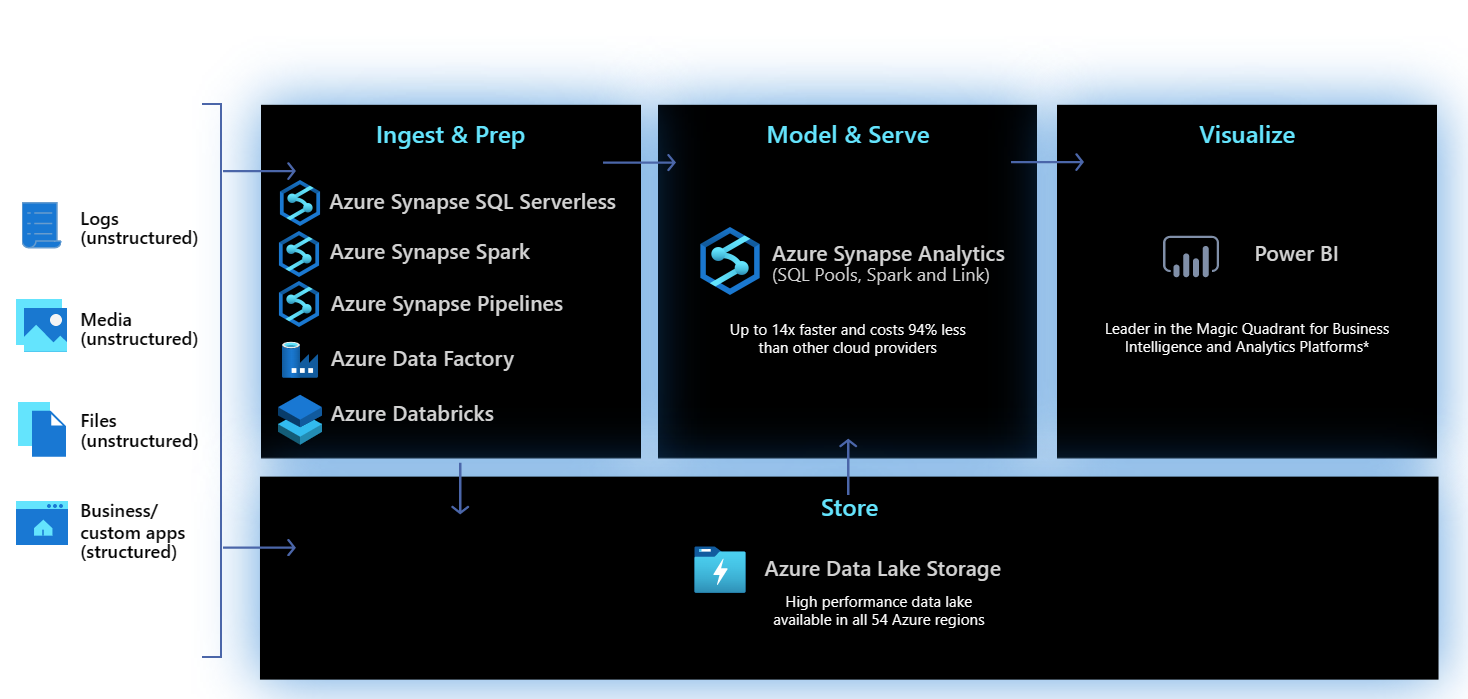 Logs
(unstructured)
Media
(unstructured)
Files
(unstructured)
Business/
custom apps
(structured)
Ingest & Prep
Azure Synapse SQL Serverless
Azure Synapse Spark
Azure Synapse Pipelines
Azure Data Factory
Azure Databricks
Model & Serve
Azure Synapse Analytics
(SQL Pools, Spark and Link)
Up to 14x faster and costs 94% less
than other cloud providers
Visualize
Power BI
Leader in the Magic Quadrant for Business
Intelligence and Analytics Platforms*
Store
Azure Data Lake Storage
High performance data lake
available in all 54 Azure regions